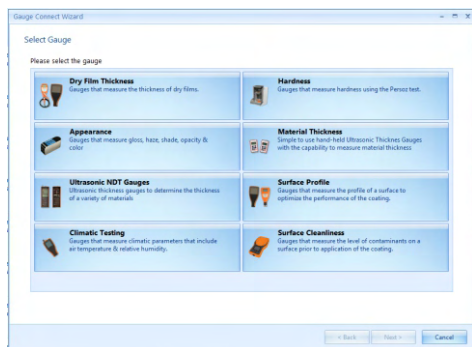 Gauge Connect Wizard
Select Gauge
Please select the gauge
Dry Film Thickness
Gauges that measure the thickness of dry films.
Hardness
Gauges that measure hardness using the Persoz test.
Appearance
Gauges that measure gloss, haze, shade, opacity &
color
Material Thickness
Simple to use hand-held Ultrasonic Thicknes Gauges
with the capability to measure material thickness
Ultrasonic NDT Gauges
Ultrasonic thickness gauges to determine the thickness
of a variety of materials
Surface Profile
Gauges that measure the profile of a surface to
optimize the performance of the coating.
Climatic Testing
Gauges that measure climatic parameters that include
air temperature & relative humidity.
Surface Cleanliness
Gauges that measure the level of contaminants on a
surface prior to application of the coating.
< Back
Next >
Cancel